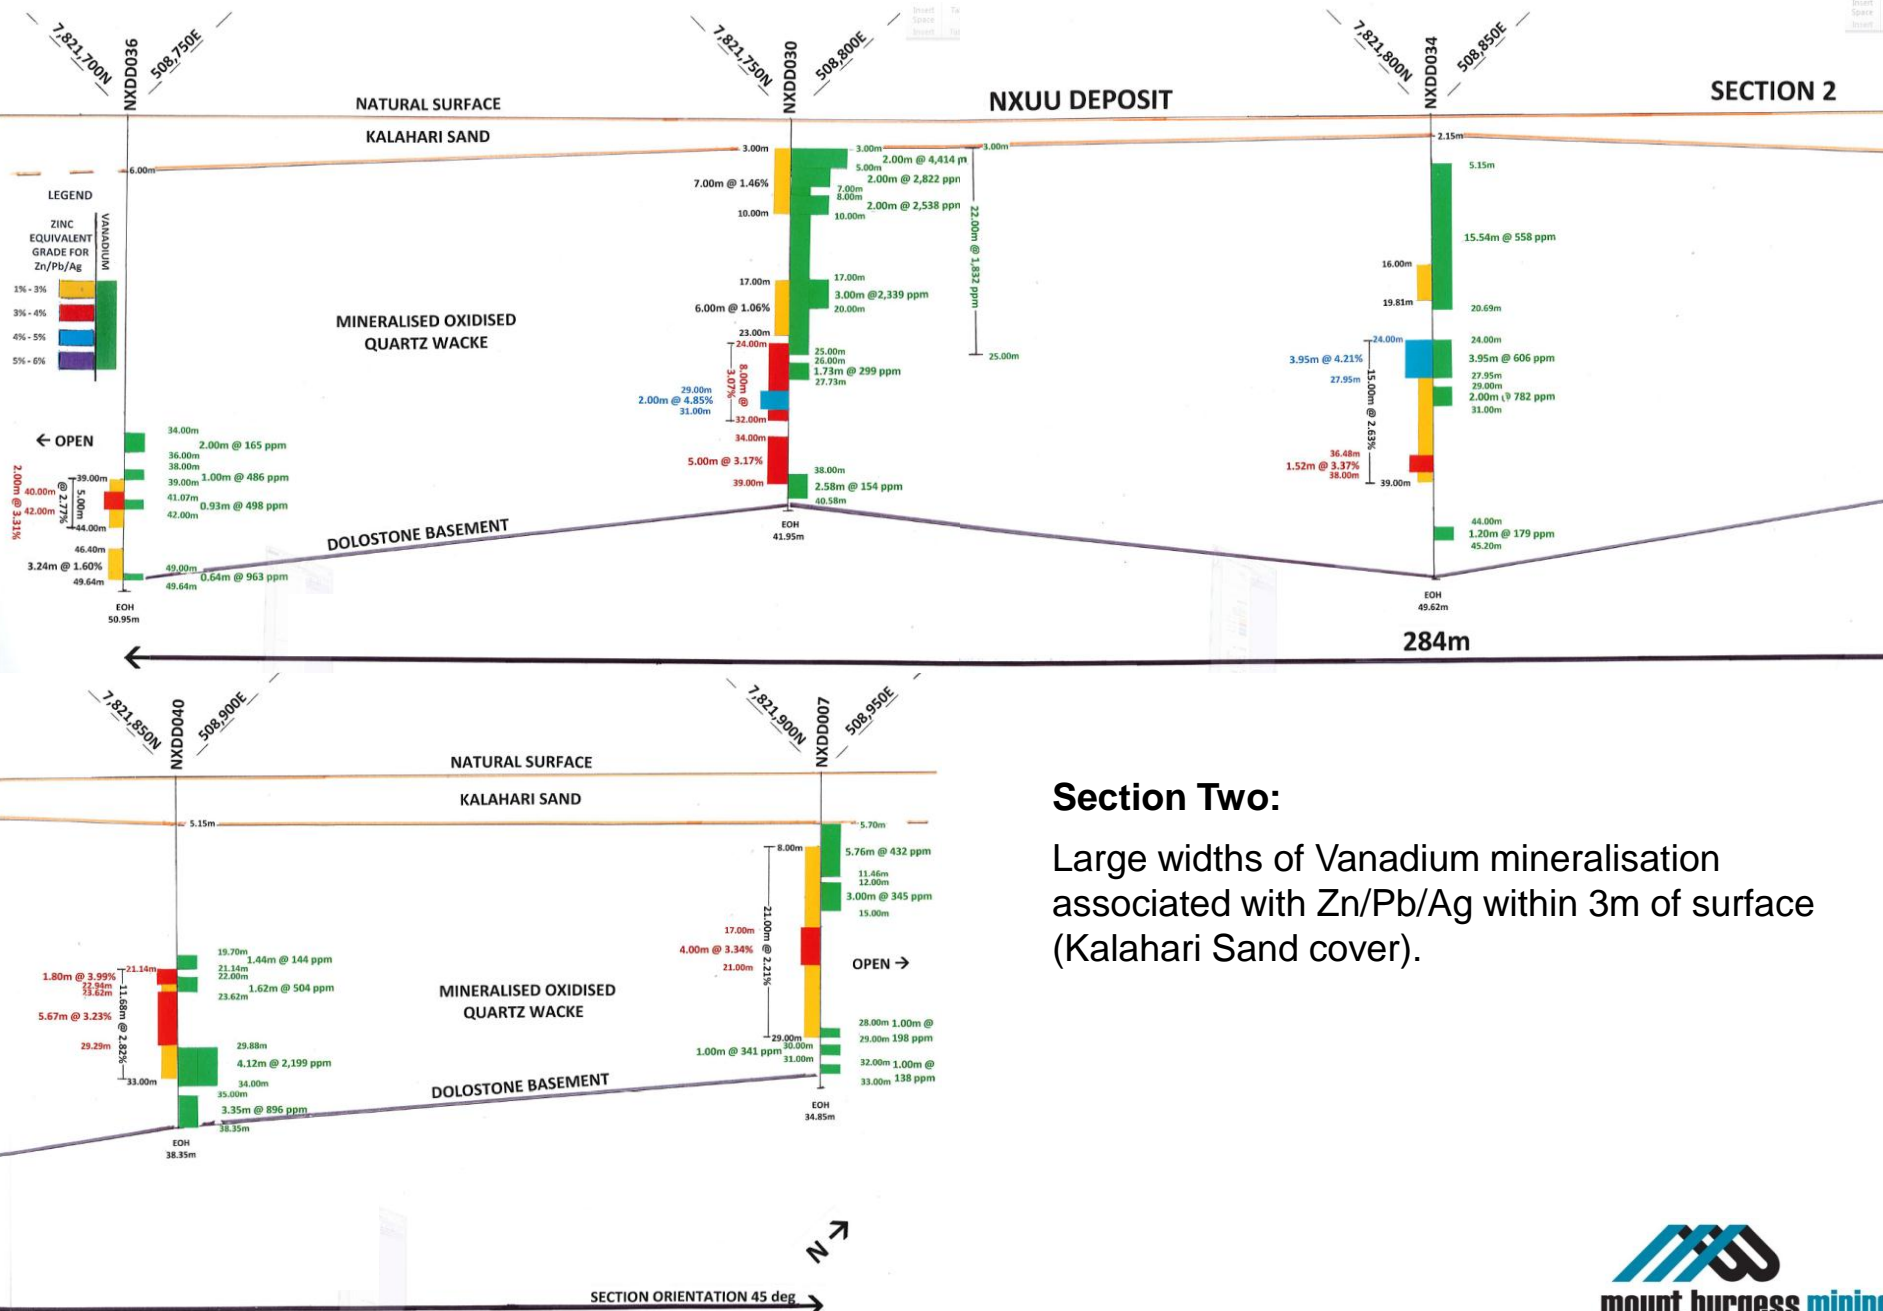 7,821,700N
NXDD036
508,750E
7,821,750N
NXDD030
508,800E
7,821,800N
NXDD034
508,850E
NATURAL SURFACE
NXUU DEPOSIT
SECTION 2
KALAHARI SAND
6.00m
LEGEND
ZINC
EQUIVALENT
GRADE FOR
Zn/Pb/Ag
VANADIUM
1% - 3%
3% - 4%
4% - 5%
5% - 6%
MINERALISED OXIDISED
QUARTZ WACKE
← OPEN
34.00m
2.00m @ 165 ppm
36.00m
38.00m
39.00m
1.00m @ 486 ppm
41.07m
0.93m @ 498 ppm
42.00m
39.00m
5.00m
@ 2.77%
44.00m
40.00m
42.00m
2.00m @ 3.31%
46.40m
3.24m @ 1.60%
49.64m
49.00m
0.64m @ 963 ppm
49.64m
EOH
50.95m
DOLOSTONE BASEMENT
3.00m
7.00m @ 1.46%
10.00m
17.00m
6.00m @ 1.06%
23.00m
24.00m
8.00m @
3.07%
29.00m
2.00m @ 4.85%
31.00m
32.00m
34.00m
5.00m @ 3.17%
39.00m
3.00m
2.00m @ 4,414 p
5.00m
2.00m @ 2,822 ppm
7.00m
8.00m
2.00m @ 2,538 ppm
10.00m
17.00m
3.00m @2,339 ppm
20.00m
25.00m
26.00m
1.73m @ 299 ppm
27.73m
38.00m
2.58m @ 154 ppm
40.58m
EOH
41.95m
3.00m
22.00m @ 1,832 ppm
25.00m
2.15m
5.15m
15.54m @ 558 ppm
20.69m
16.00m
19.81m
24.00m
3.95m @ 4.21%
27.95m
15.00m @ 2.63%
36.48m
1.52m @ 3.37%
38.00m
39.00m
24.00m
3.95m @ 606 ppm
27.95m
29.00m
2.00m @ 782 ppm
31.00m
44.00m
1.20m @ 179 ppm
45.20m
EOH
49.62m
284m
7,821,850N
NXDD040
508,900E
7,821,900N
NXDD007
508,950E
NATURAL SURFACE
KALAHARI SAND
5.15m
19.70m
1.44m @ 144 ppm
21.14m
22.00m
1.62m @ 504 ppm
23.62m
21.14m
1.80m @ 3.99%
22.94m
23.62m
5.67m @ 3.23%
29.29m
11.68m @ 2.82%
33.00m
29.88m
4.12m @ 2,199 ppm
34.00m
35.00m
3.35m @ 896 ppm
38.35m
EOH
38.35m
MINERALISED OXIDISED
QUARTZ WACKE
DOLOSTONE BASEMENT
8.00m
21.00m @ 2.21%
17.00m
4.00m @ 3.34%
21.00m
29.00m
5.70m
5.76m @ 432 ppm
11.46m
12.00m
3.00m @ 345 ppm
15.00m
OPEN →
28.00m 1.00m @
29.00m 198 ppm
30.00m
1.00m @ 341 ppm
31.00m
32.00m 1.00m @
33.00m 138 ppm
EOH
34.85m
N
SECTION ORIENTATION 45 deg
Section Two:
Large widths of Vanadium mineralisation
associated with Zn/Pb/Ag within 3m of surface
(Kalahari Sand cover).
mount burgess mining